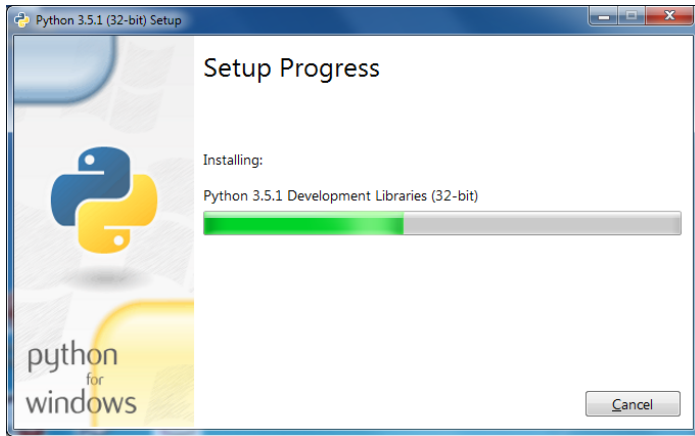 Python 3.5.1 (32-bit) Setup
Setup Progress
Installing:
Python 3.5.1 Development Libraries (32-bit)
python
for
windows
Cancel